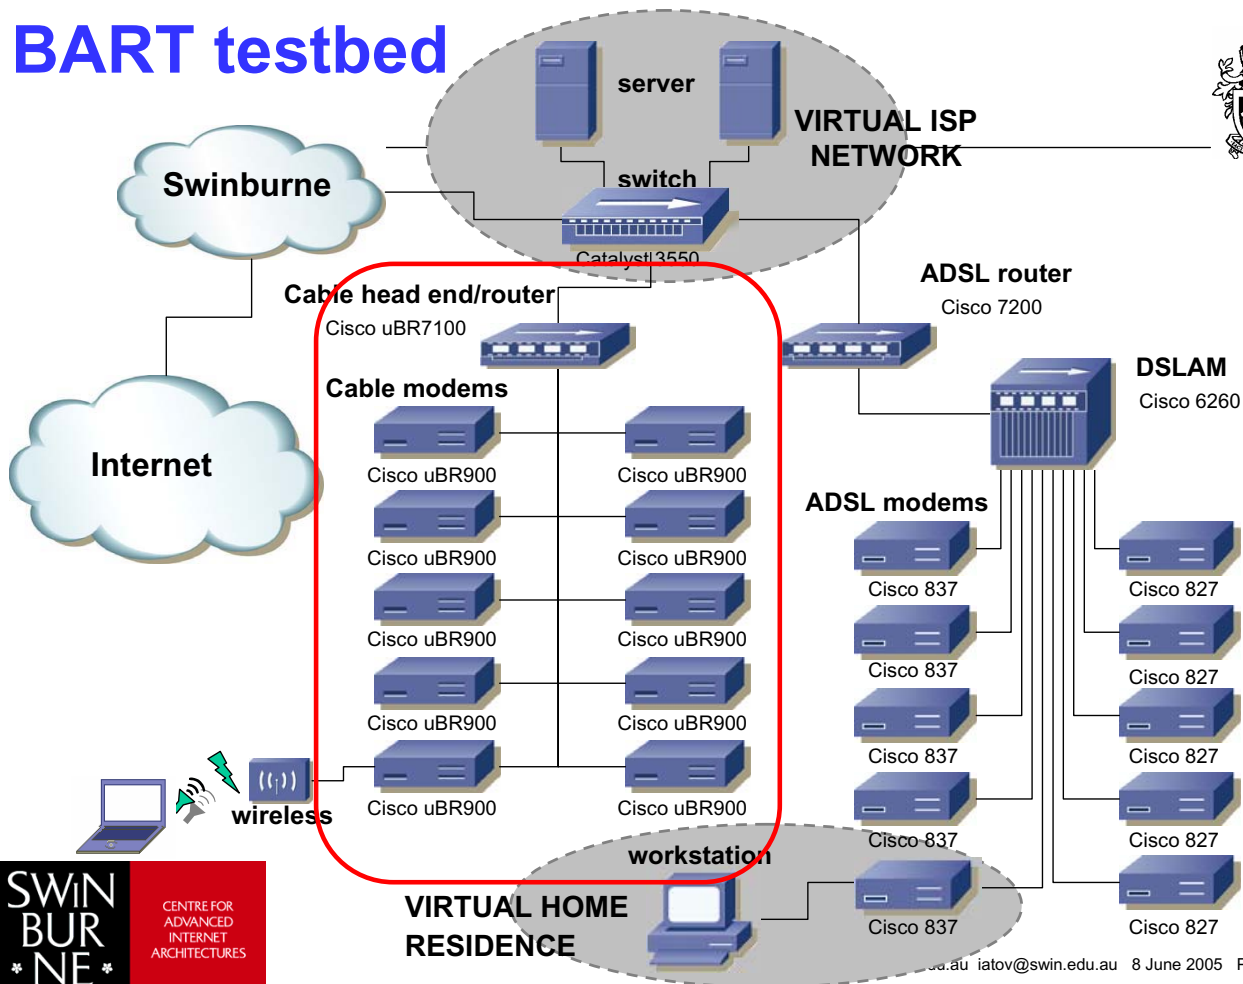 BART testbed
server
VIRTUAL ISP
NETWORK
Swinburne
switch
Catalyst 3550
Cable head end/router
Cisco uBR7100
ADSL router
Cisco 7200
DSLAM
Cisco 6260
Cable modems
Internet
Cisco uBR900
Cisco uBR900
ADSL modems
Cisco uBR900
Cisco uBR900
Cisco 837
Cisco 827
Cisco uBR900
Cisco uBR900
Cisco 837
Cisco 827
Cisco uBR900
Cisco uBR900
Cisco 837
Cisco 827
wireless
Cisco uBR900
Cisco uBR900
Cisco 837
Cisco 827
workstation
VIRTUAL HOME
RESIDENCE
Cisco 837
Cisco 827
SWIN
BUR
* NE *
CENTRE FOR
ADVANCED
INTERNET
ARCHITECTURES
iatov@swin.edu.au 8 June 2005 P